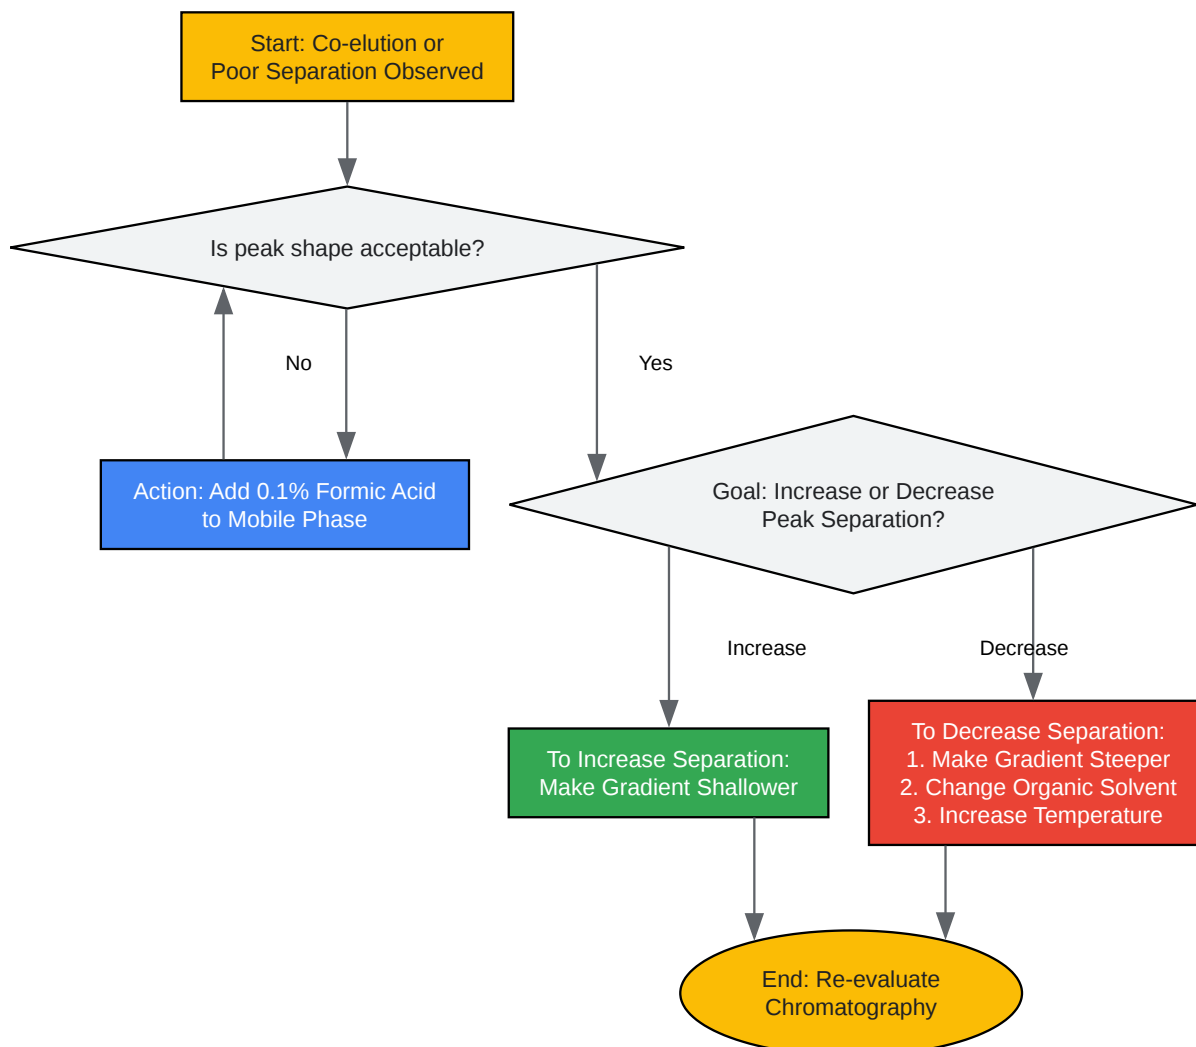 Start: Co-elution or
Poor Separation Observed
Is peak shape acceptable?
No
Yes
Action: Add 0.1% Formic Acid
to Mobile Phase
Goal: Increase or Decrease
Peak Separation?
Increase
Decrease
To Increase Separation:
Make Gradient Shallower
To Decrease Separation:
1. Make Gradient Steeper
2. Change Organic Solvent
3. Increase Temperature
End: Re-evaluate
Chromatography